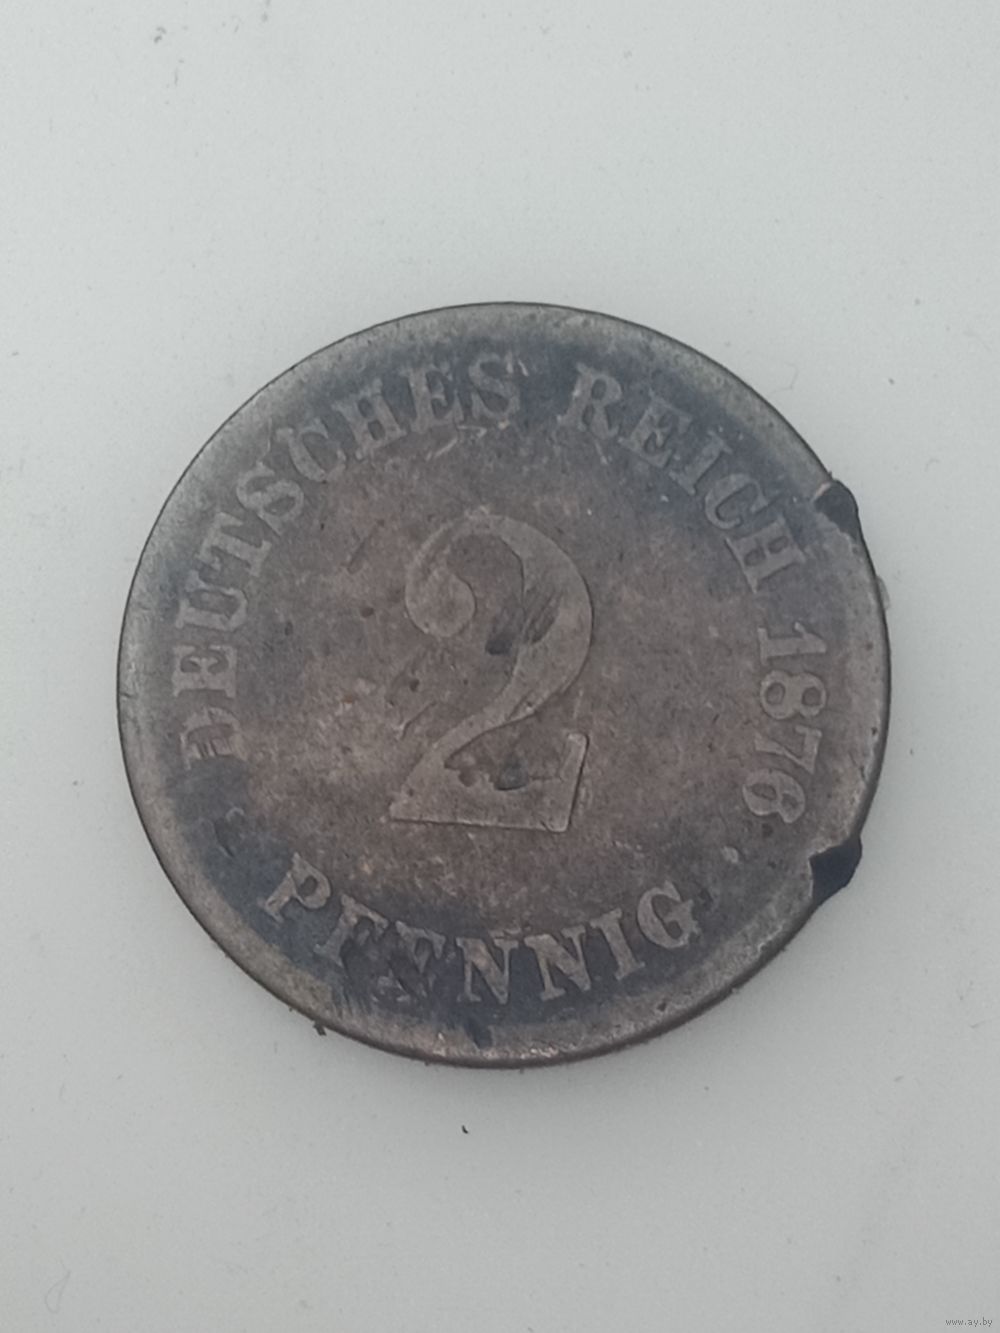 DEUTSCHES REICH 1876
2
PFENNIG
www.ay.by